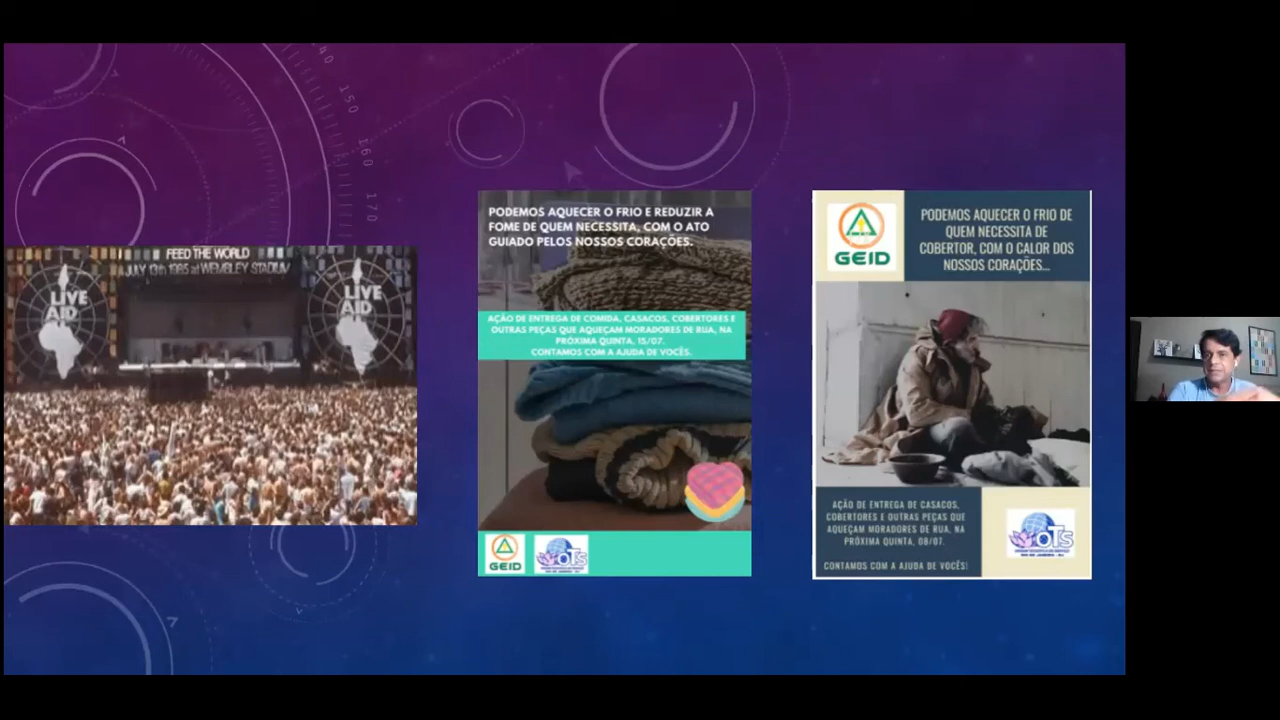 140
150
160
170
FEED THE WORLD
JULY 13th 1985 at WEMBLEY STADIUM
LIVE
AID
LIVE
AID
PODEMOS AQUECER O FRIO E REDUZIR A
FOME DE QUEM NECESSITA, COM O ATO
GUIADO PELOS NOSSOS CORAÇÕES.
AÇÃO DE ENTREGA DE COMIDA, CASACOS, COBERTORES E
OUTRAS PEÇAS QUE AQUEÇAM MORADORES DE RUA, NA
PRÓXIMA QUINTA, 15/07.
CONTAMOS COM A AJUDA DE VOCÊS.
GEID
OTS
GEID
PODEMOS AQUECER O FRIO DE
QUEM NECESSITA DE
COBERTOR, COM O CALOR DOS
NOSSOS CORAÇÕES...
AÇÃO DE ENTREGA DE CASACOS,
COBERTORES E OUTRAS PEÇAS QUE
AQUEÇAM MORADORES DE RUA, NA
PRÓXIMA QUINTA, 08/07.
CONTAMOS COM A AJUDA DE VOCÊS!
OTS